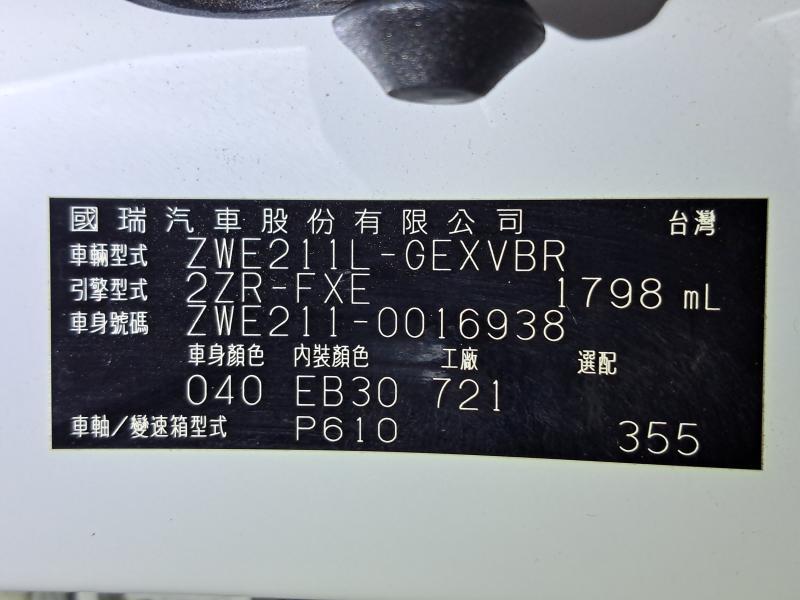 國瑞汽車股份有限公司 台灣
車輛型式 ZWE211L-GEXVBR
引擎型式 2ZR-FXE 1798 mL
車身號碼 ZWE211-0016938
車身顏色 內裝顏色 工廠 選配
040 EB30 721
車軸/變速箱型式 P610 355